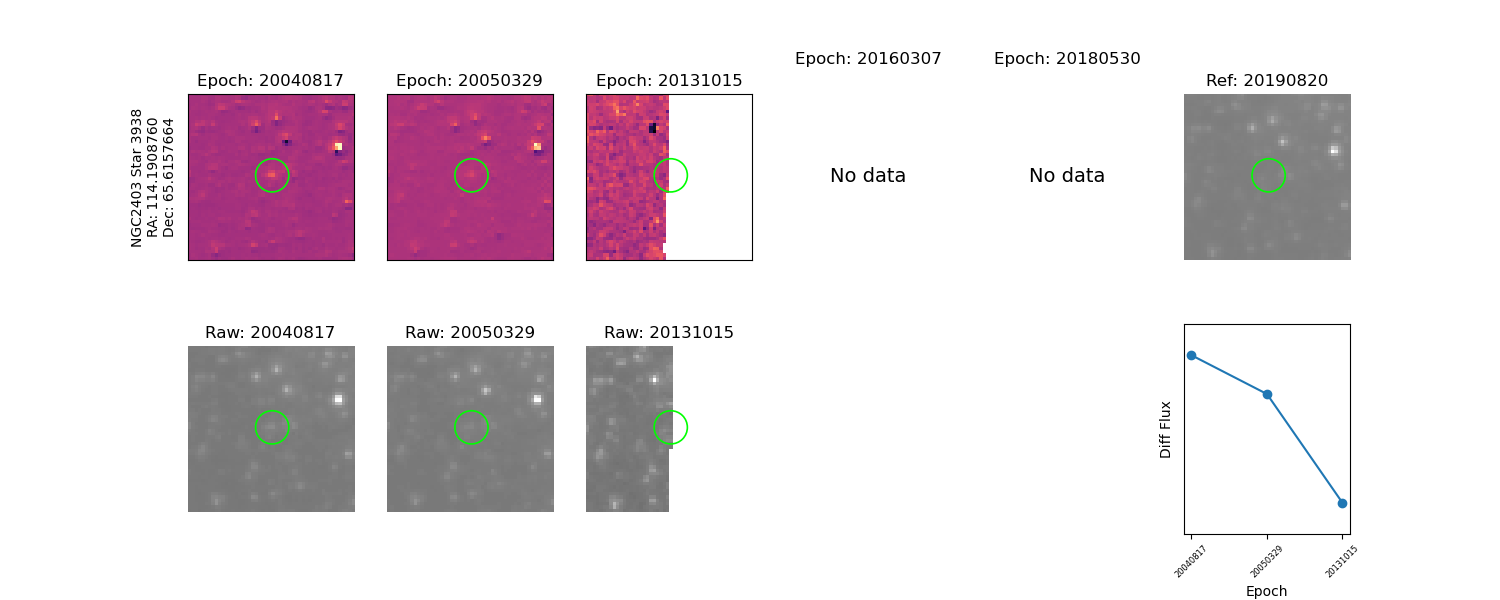 Epoch: 20040817
Epoch: 20050329
Epoch: 20131015
Epoch: 20160307
Epoch: 20180530
Ref: 20190820
NGC2403 Star 3938
RA: 114.1908760
Dec: 65.6157664
No data
No data
Raw: 20040817
Raw: 20050329
Raw: 20131015
Diff Flux
20040817
20050329
20131015
Epoch